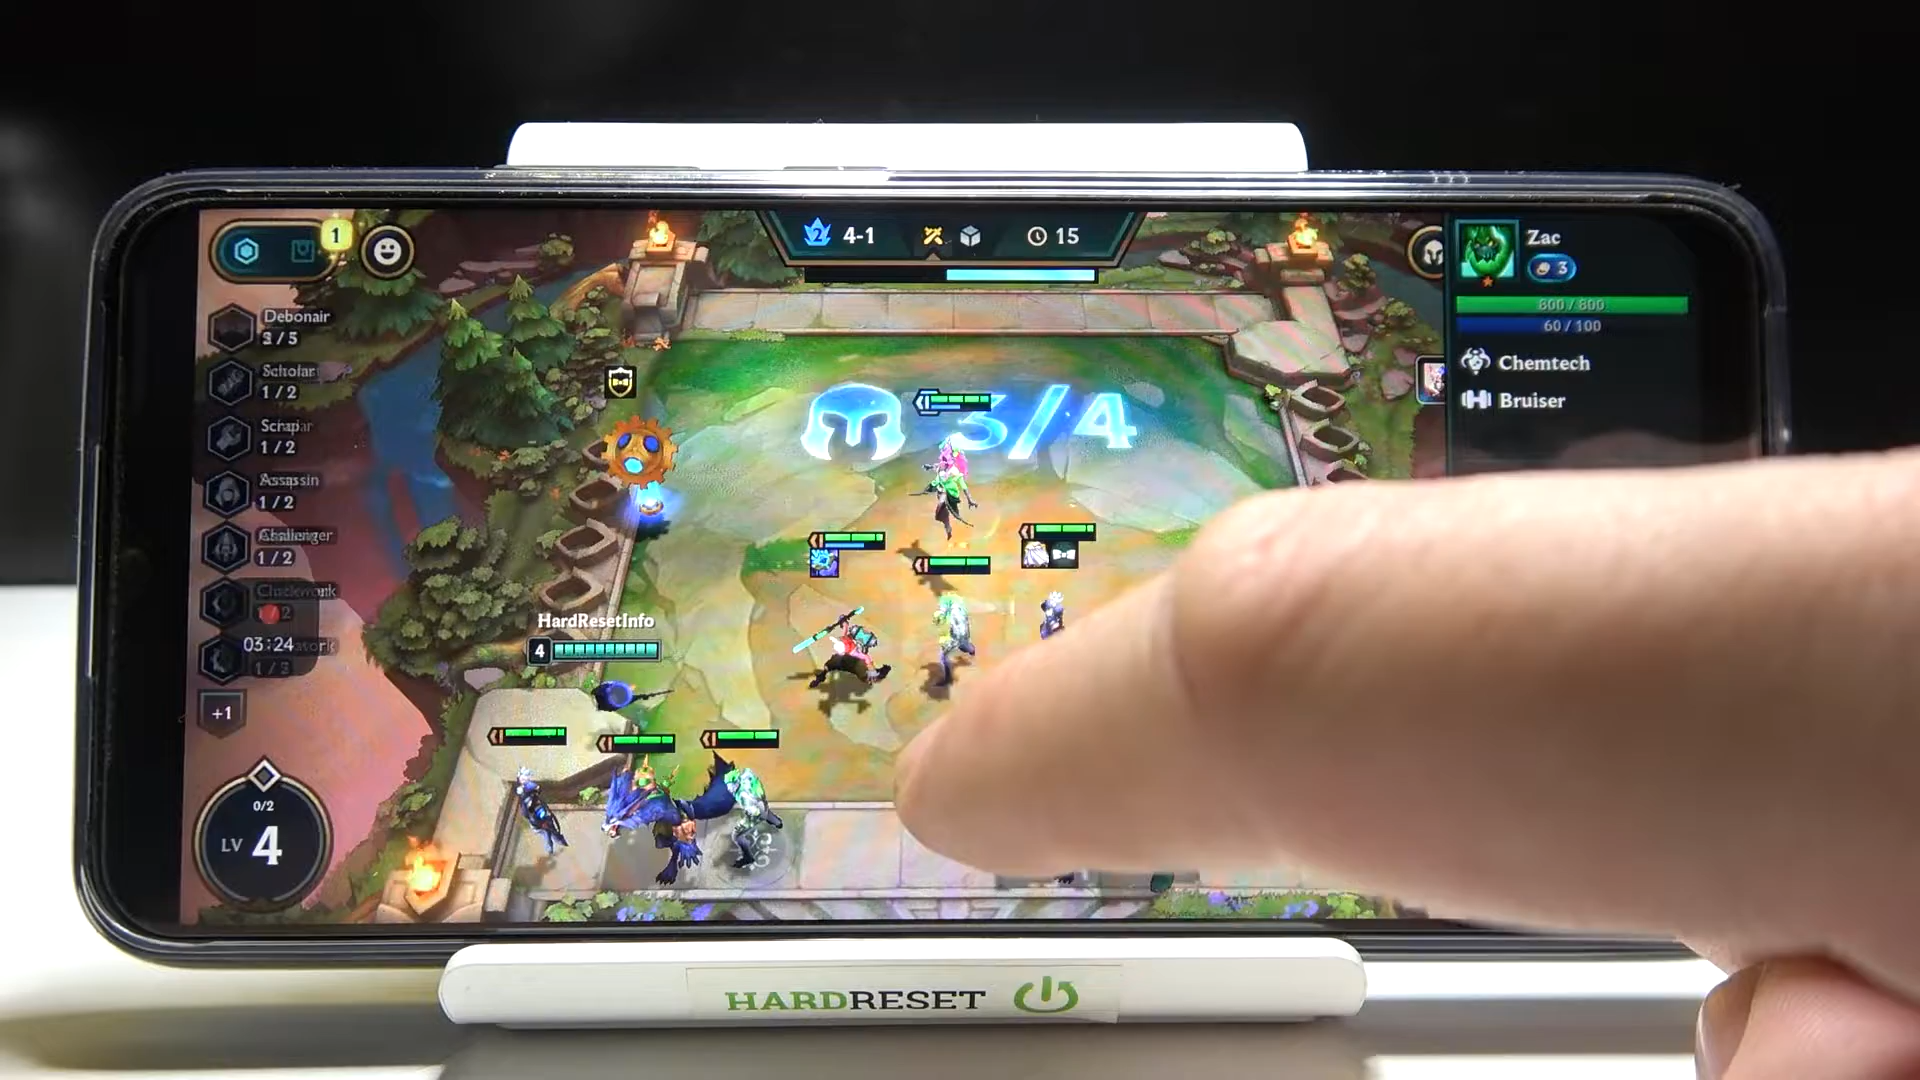 1
2 4-1 15
Zac
3
800 / 800
60 / 100
Chemtech
Bruiser
Debonair
/ 5
Scholar
1 / 2
Scrap
1 / 2
Assassin
1 / 2
Challenger
1 / 2
03:24
1 / 3
+1
0/2
LV 4
3/4
HardResetInfo
4
HARDRESET